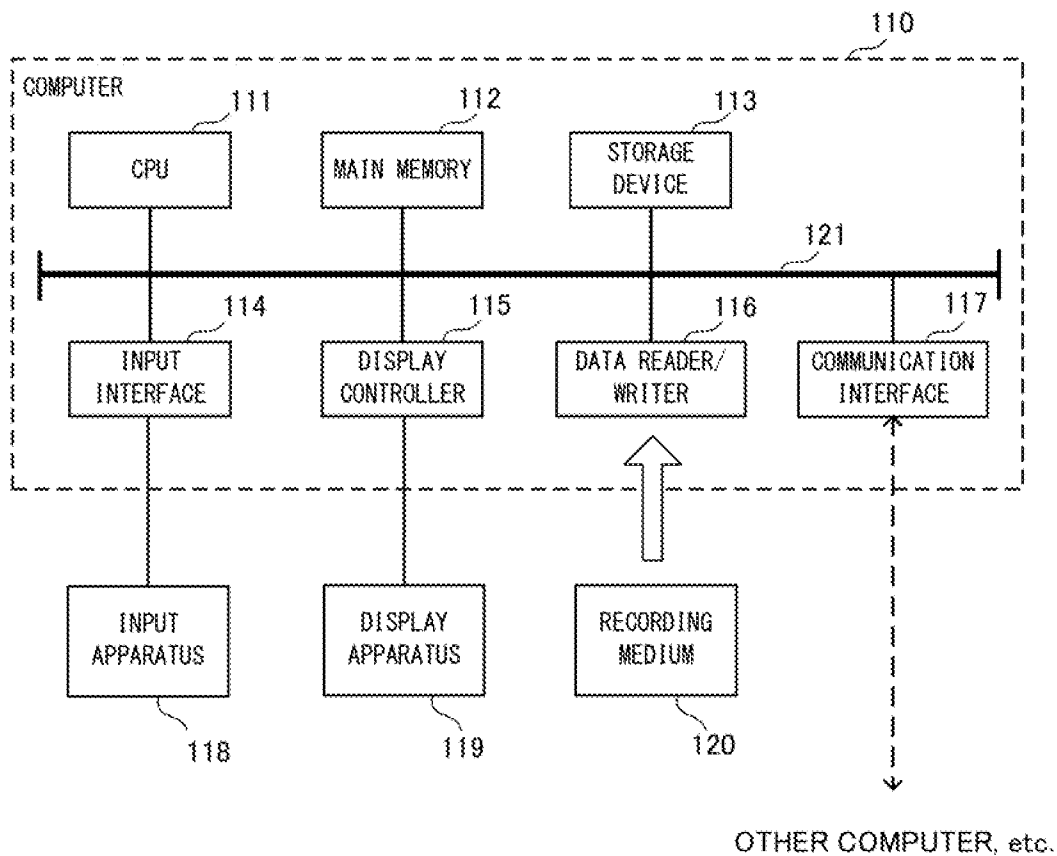 110
COMPUTER
111
112
113
CPU
MAIN MEMORY
STORAGE
DEVICE
121
114
115
116
117
INPUT
INTERFACE
DISPLAY
CONTROLLER
DATA READER/
WRITER
COMMUNICATION
INTERFACE
INPUT
APPARATUS
DISPLAY
APPARATUS
RECORDING
MEDIUM
118
119
120
OTHER COMPUTER, etc.